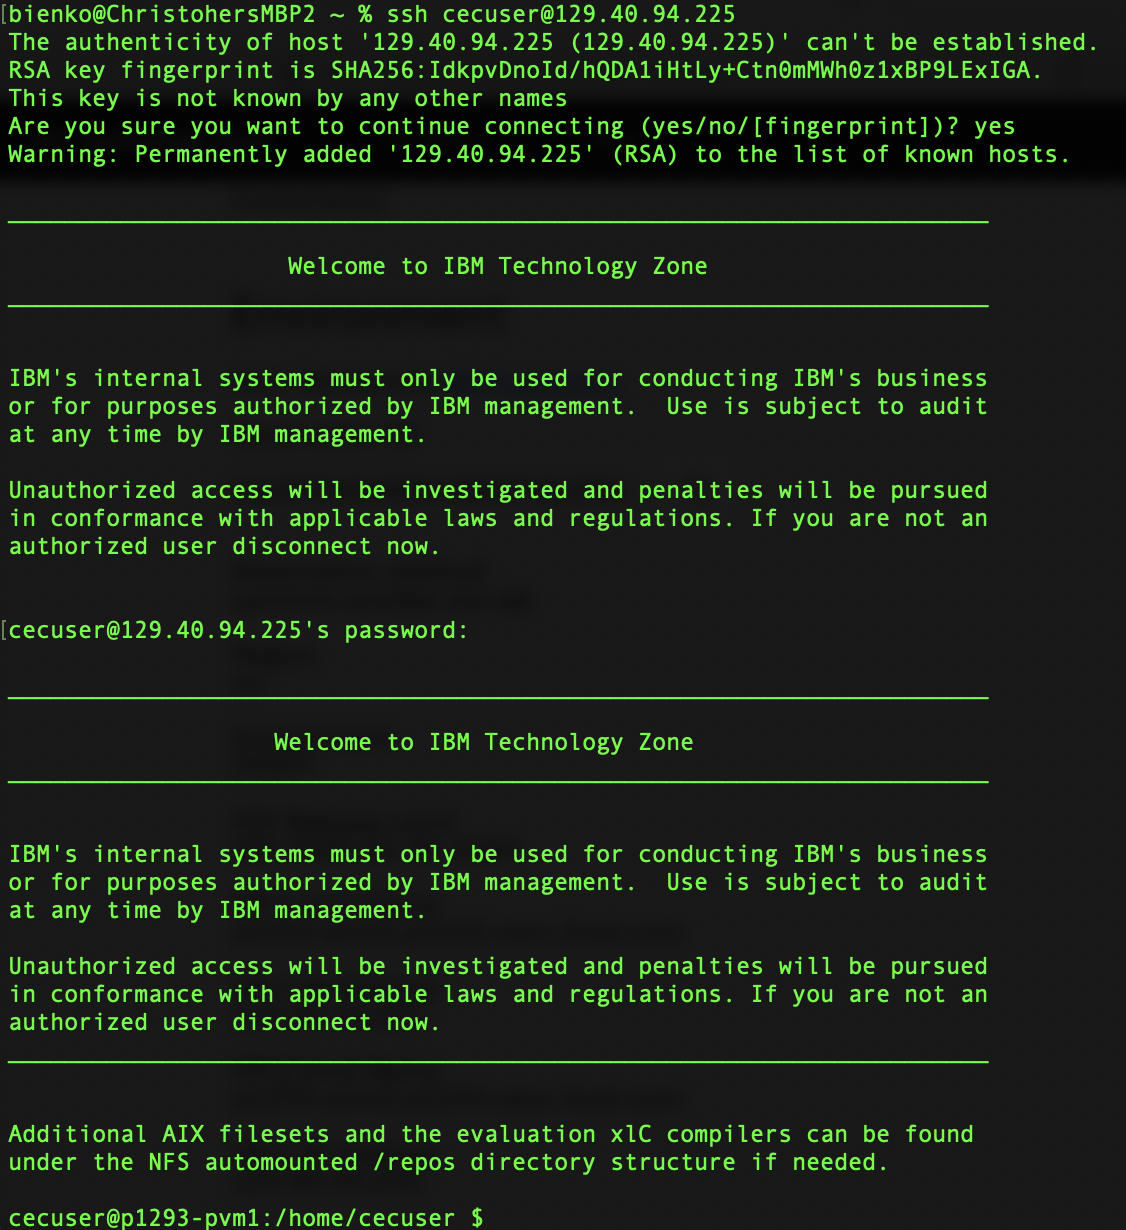 [bienko@ChristohersMBP2 ~ % ssh cecuser@129.40.94.225
The authenticity of host '129.40.94.225 (129.40.94.225)' can't be established.
RSA key fingerprint is SHA256:IdkpvDnoId/hQDA1iHtLy+Ctn0mMWh0z1xBP9LExIGA.
This key is not known by any other names
Are you sure you want to continue connecting (yes/no/[fingerprint])? yes
Warning: Permanently added '129.40.94.225' (RSA) to the list of known hosts.
Welcome to IBM Technology Zone
IBM's internal systems must only be used for conducting IBM's business
or for purposes authorized by IBM management.  Use is subject to audit
at any time by IBM management.
Unauthorized access will be investigated and penalties will be pursued
in conformance with applicable laws and regulations. If you are not an
authorized user disconnect now.
[cecuser@129.40.94.225's password:
Welcome to IBM Technology Zone
IBM's internal systems must only be used for conducting IBM's business
or for purposes authorized by IBM management.  Use is subject to audit
at any time by IBM management.
Unauthorized access will be investigated and penalties will be pursued
in conformance with applicable laws and regulations. If you are not an
authorized user disconnect now.
Additional AIX filesets and the evaluation xlC compilers can be found
under the NFS automounted /repos directory structure if needed.
cecuser@p1293-pvm1:/home/cecuser $